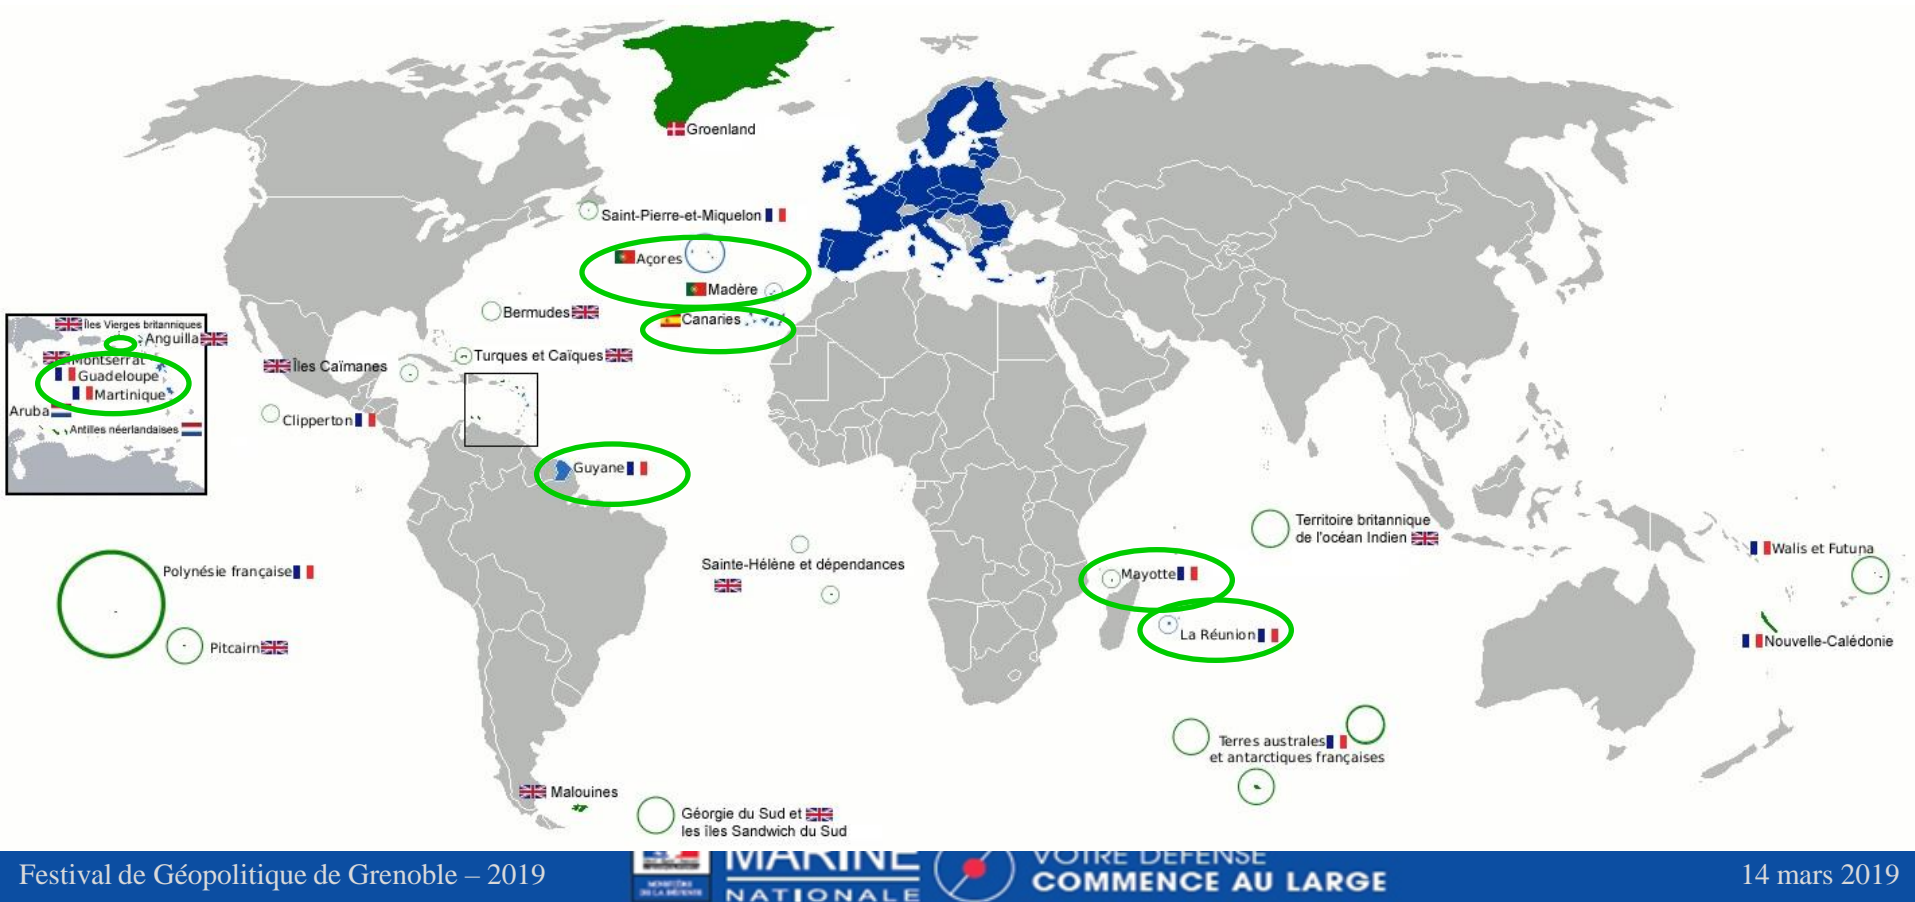 Groenland
Saint-Pierre-et-Miquelon
Açores
Madère
Bermudes
Canaries
Îles Vierges britanniques
Anguilla
Montserrat
Guadeloupe
Martinique
Aruba
Antilles néerlandaises
Turques et Caïques
Îles Caïmanes
Clipperton
Guyane
Territoire britannique
de l'océan Indien
Walis et Futuna
Sainte-Hélène et dépendances
Mayotte
Polynésie française
La Réunion
Pitcairn
Nouvelle-Calédonie
Terres australes
et antarctiques françaises
Malouines
Géorgie du Sud et
les îles Sandwich du Sud
Festival de Géopolitique de Grenoble – 2019
MARINE
NATIONALE
VOTRE DÉFENSE
COMMENCE AU LARGE
14 mars 2019